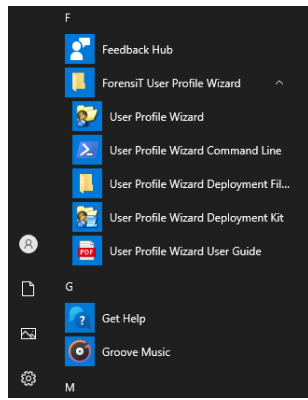 F
Feedback Hub
ForensiT User Profile Wizard
User Profile Wizard
User Profile Wizard Command Line
User Profile Wizard Deployment Fil...
User Profile Wizard Deployment Kit
PDF
User Profile Wizard User Guide
G
Get Help
Groove Music
M